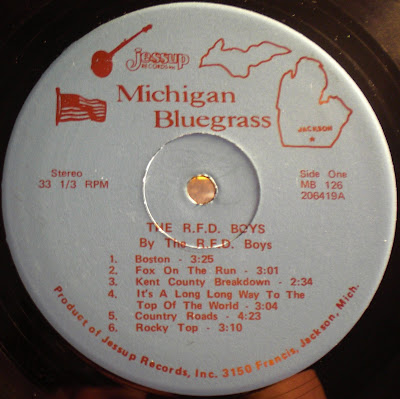 Jessup
RECORDS INC
Michigan
Bluegrass
JACKSON
Stereo
33 1/3 RPM
Side One
MB 126
206419A
THE R.F.D. BOYS
By The R.F.D. Boys
1. Boston - 3:25
2. Fox On The Run - 3:01
3. Kent County Breakdown - 2:34
4. It's A Long Long Way To The
Top Of The World - 3:04
5. Country Roads - 4:23
6. Rocky Top - 3:10
Product of Jessup Records, Inc. 3150 Francis, Jackson, Mich.